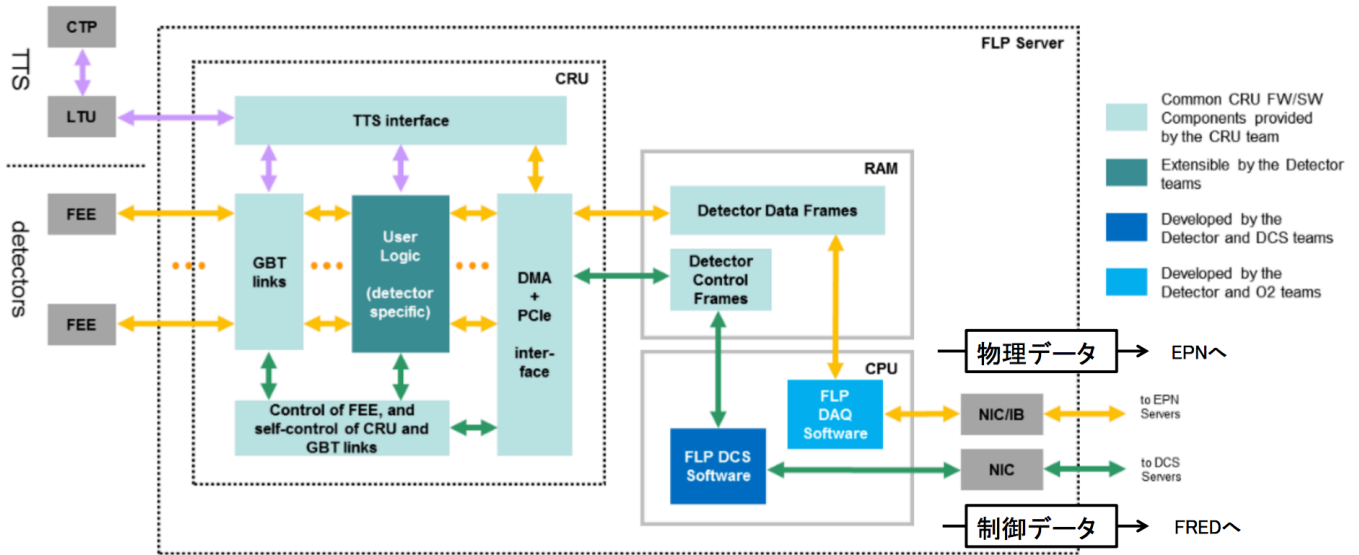 TTS
CTP
LTU
detectors
FEE
FEE
FLP Server
CRU
TTS interface
GBT
links
User
Logic
(detector
specific)
DMA
+
PCIe
inter-
face
Control of FEE, and
self-control of CRU and
GBT links
RAM
Detector Data Frames
Detector
Control
Frames
CPU
FLP
DAQ
Software
FLP DCS
Software
NIC/IB
NIC
to EPN
Servers
to DCS
Servers
物理データ
EPNへ
制御データ
FREDへ
Common CRU FW/SW
Components provided
by the CRU team
Extensible by the Detector
teams
Developed by the
Detector and DCS teams
Developed by the
Detector and O2 teams